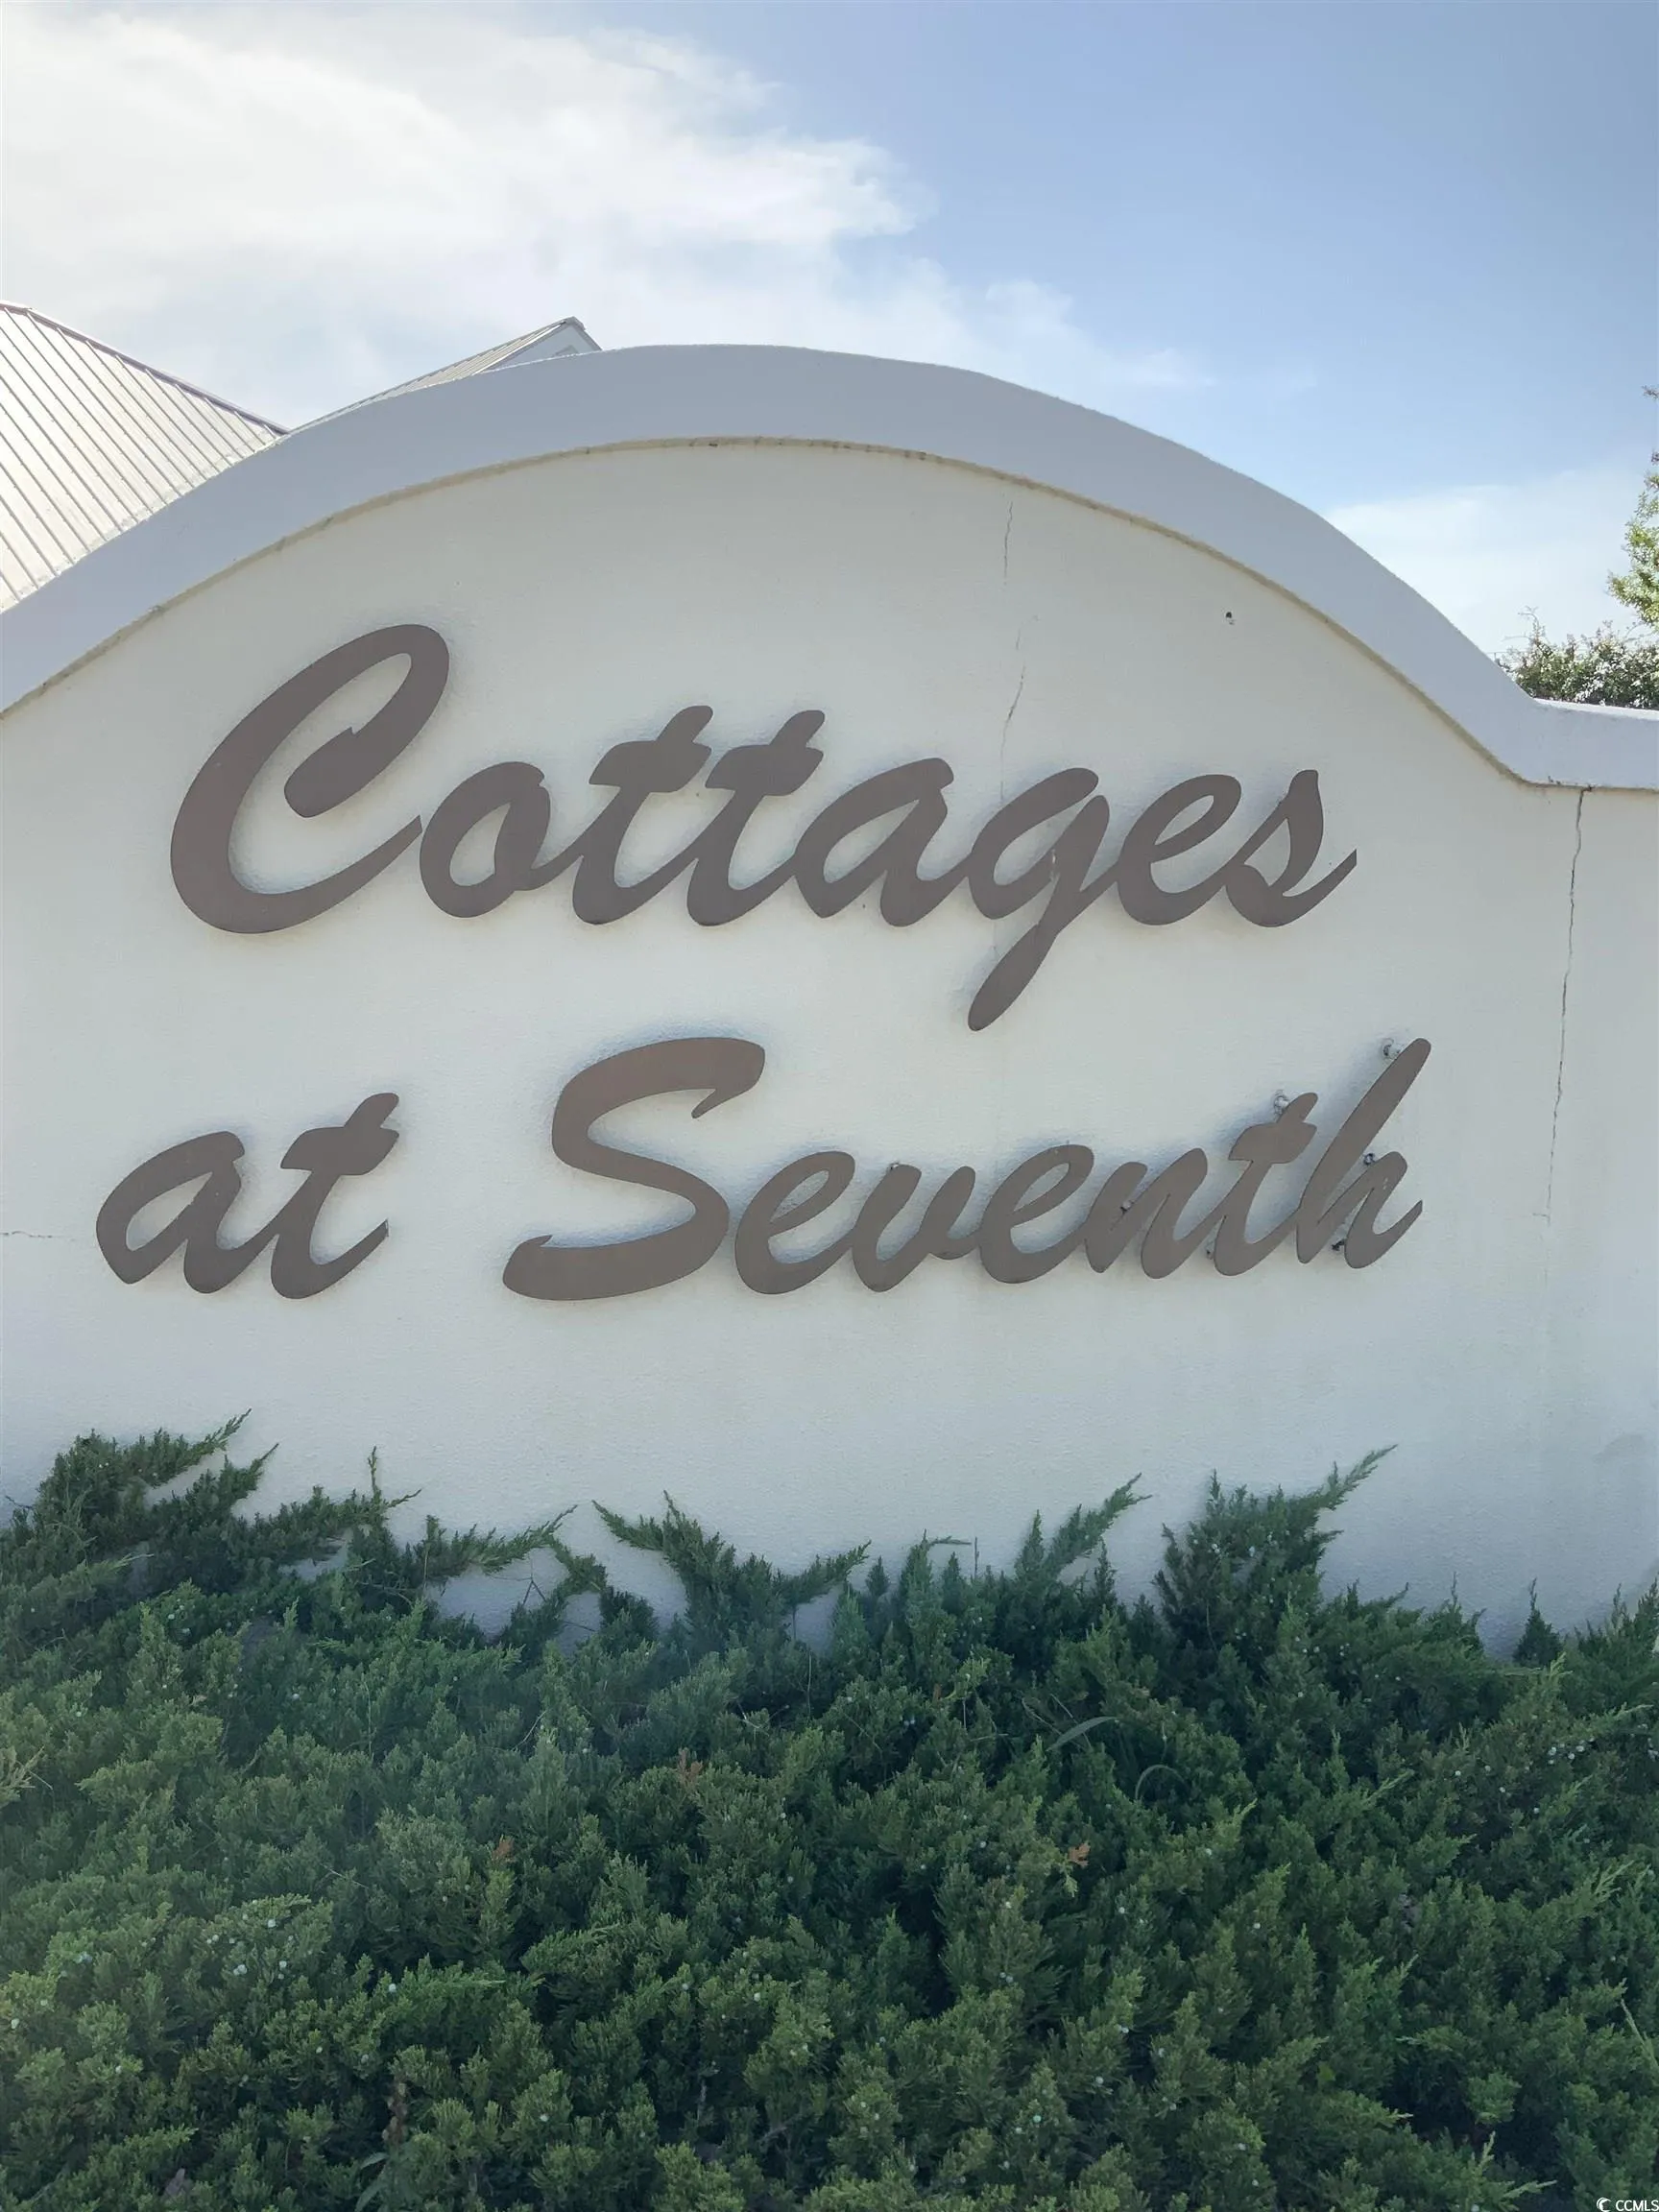 Cottages
at Seventh
CCMLS